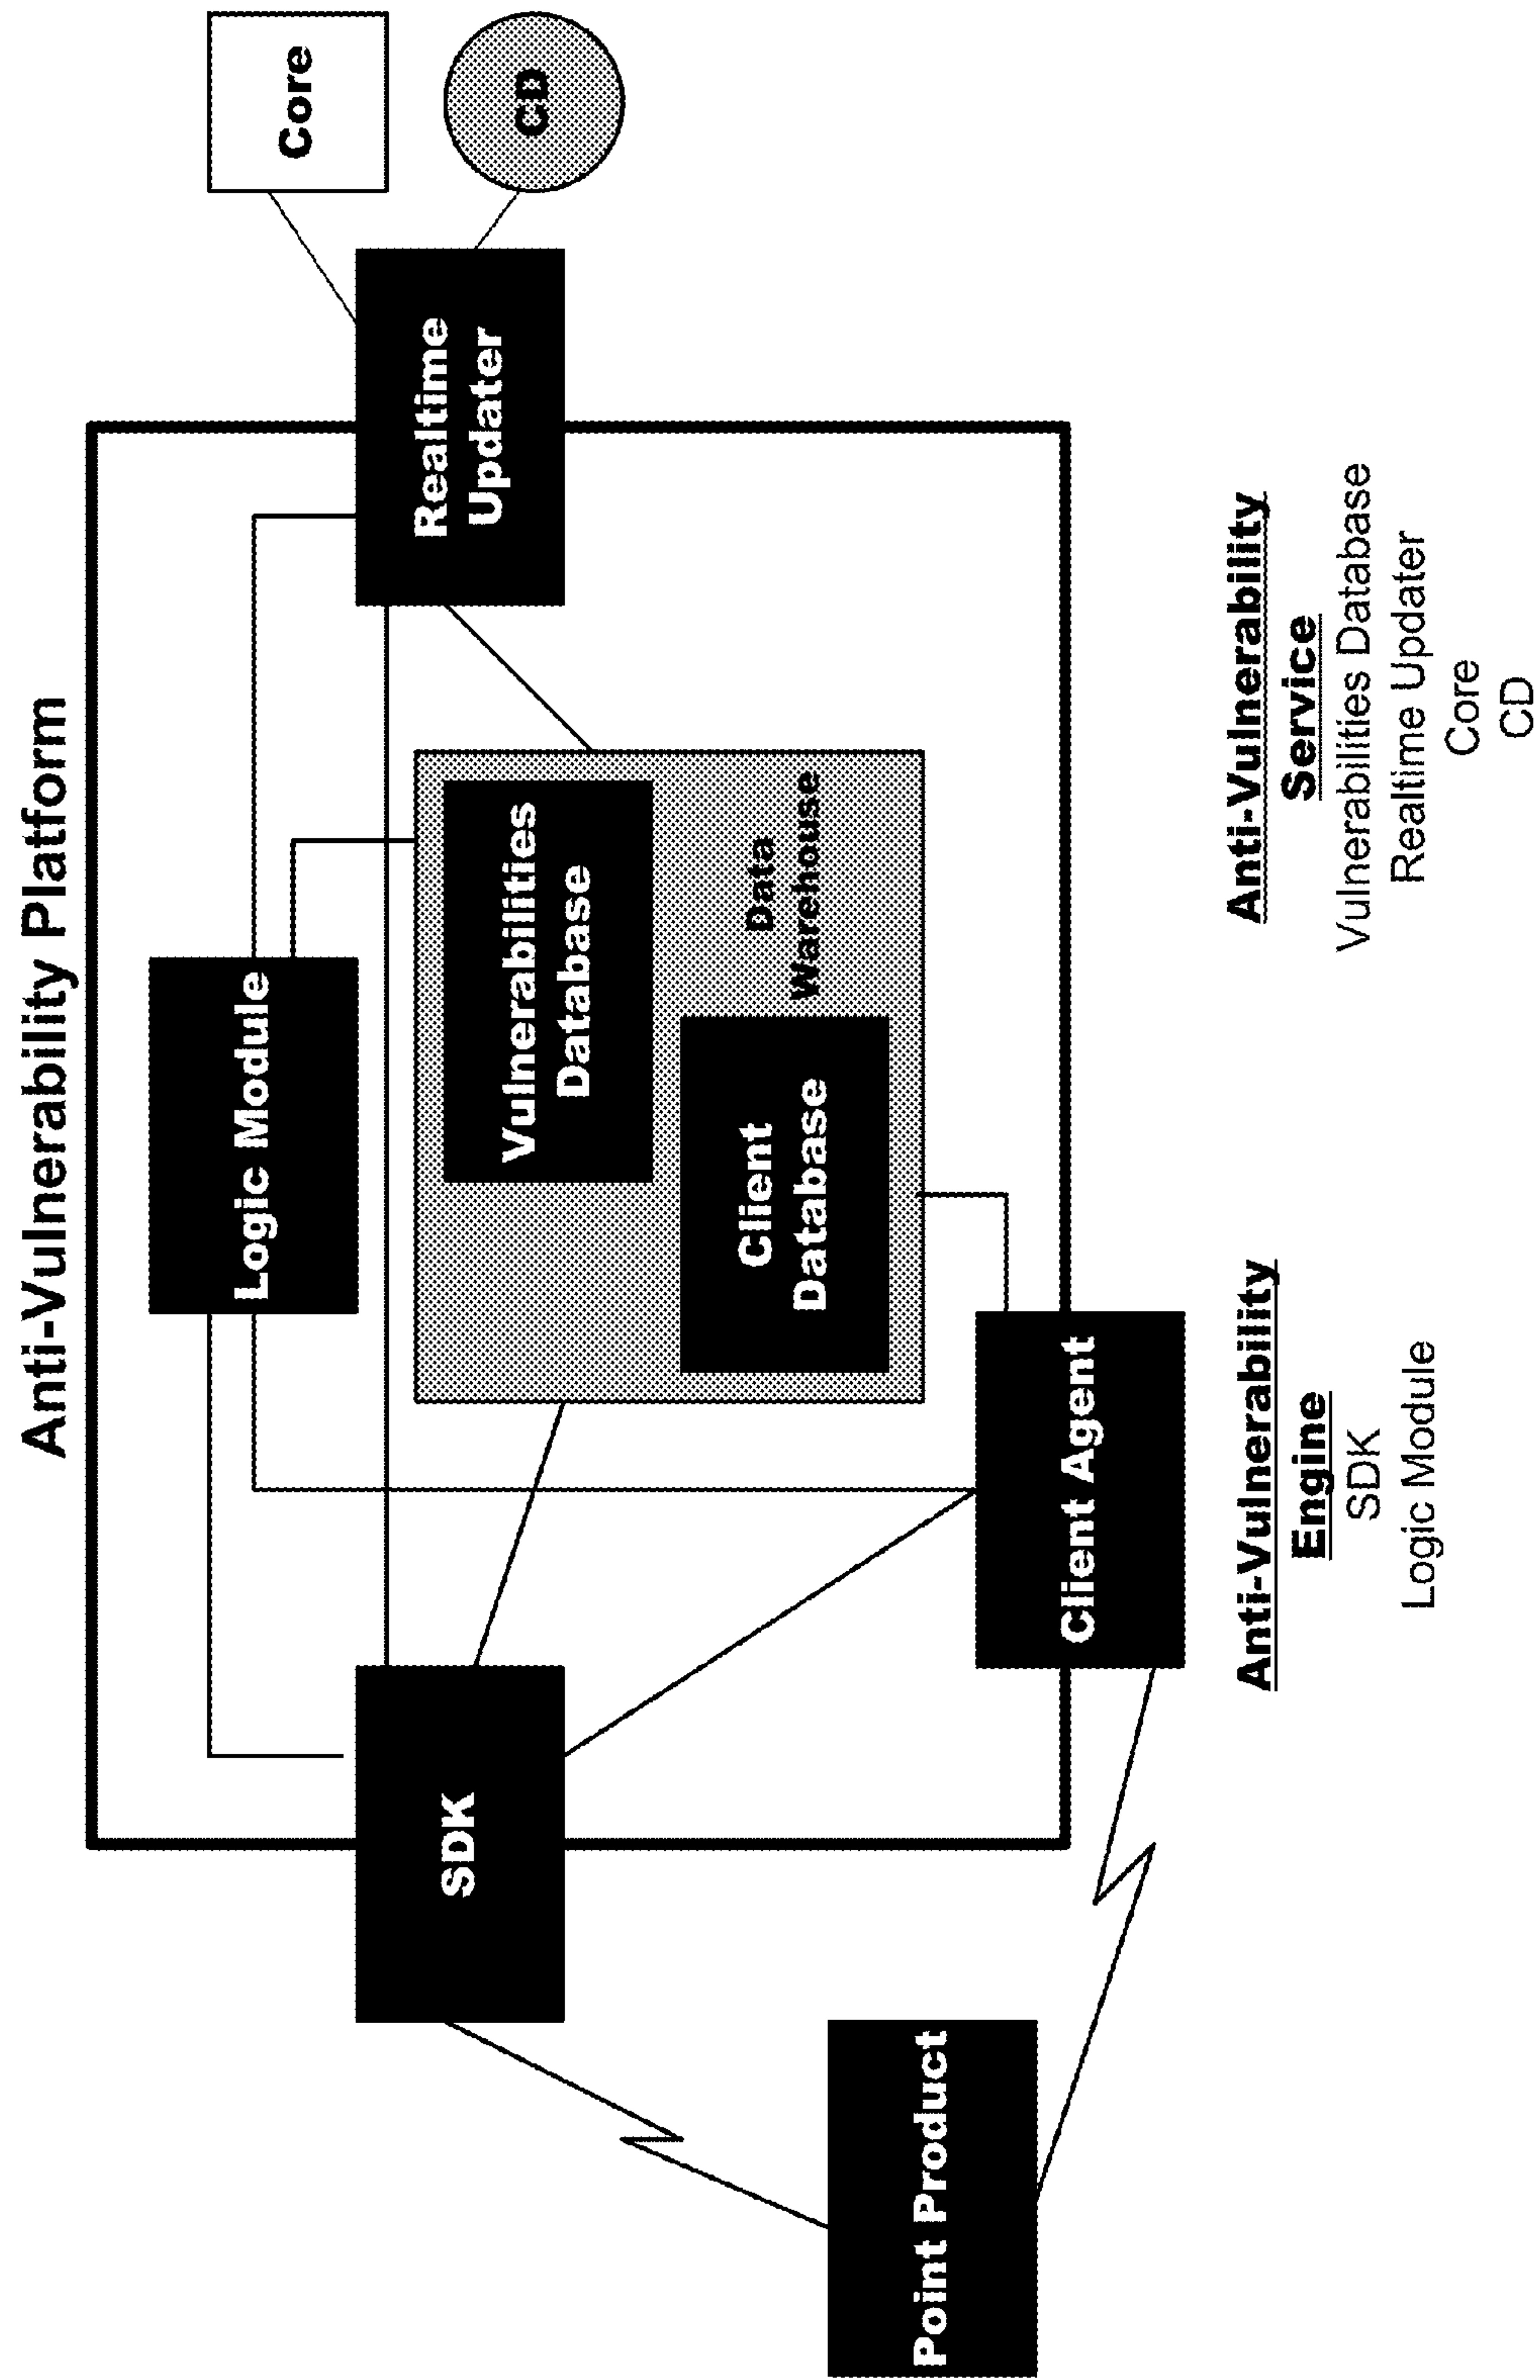 Anti-Vulnerability Platform
Core
CD
Logic Module
Realtime
Updater
Vulnerabilities
Database
Data
Warehouse
Client
Database
SDK
Client Agent
Point Product
Anti-Vulnerability
Engine
SDK
Logic Module
Anti-Vulnerability
Service
Vulnerabilities Database
Realtime Updater
Core
CD